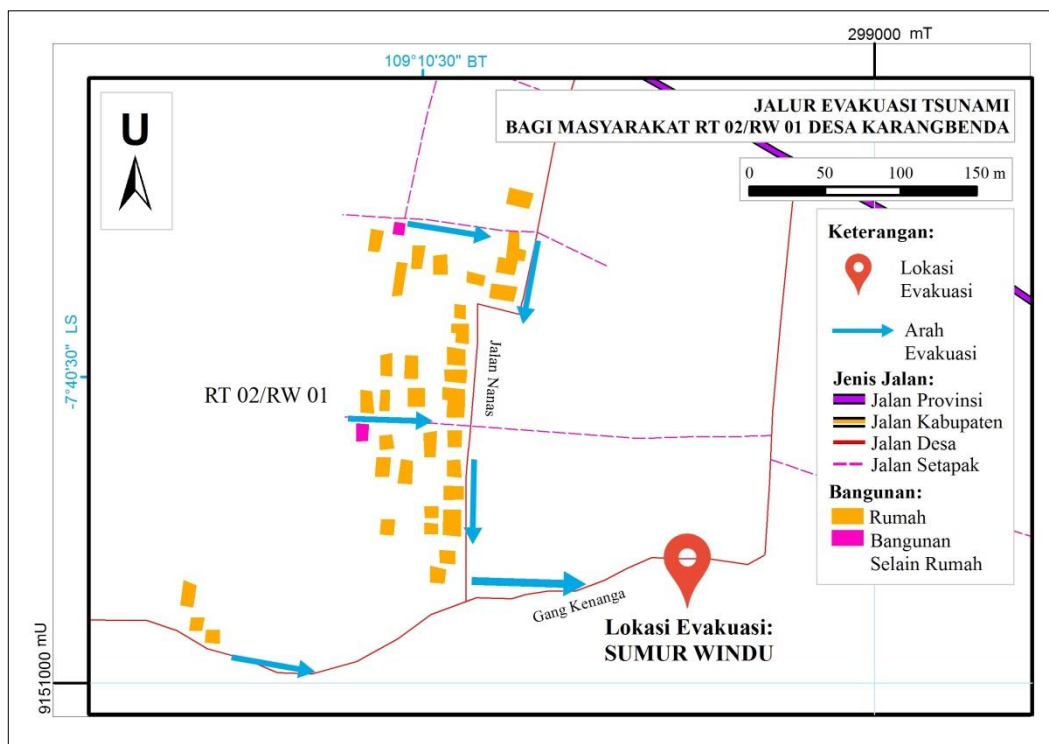 299000 mT
109°10'30" BT
U
JALUR EVAKUASI TSUNAMI
BAGI MASYARAKAT RT 02/RW 01 DESA KARANGBENDA
0 50 100 150 m
Keterangan:
Lokasi
Evakuasi
Arah
Evakuasi
Jenis Jalan:
Jalan Provinsi
Jalan Kabupaten
Jalan Desa
Jalan Setapak
Bangunan:
Rumah
Bangunan
Selain Rumah
-7°40'30" LS
RT 02/RW 01
Jalan Nanas
Gang Kenanga
Lokasi Evakuasi:
SUMUR WINDU
9151000 mU